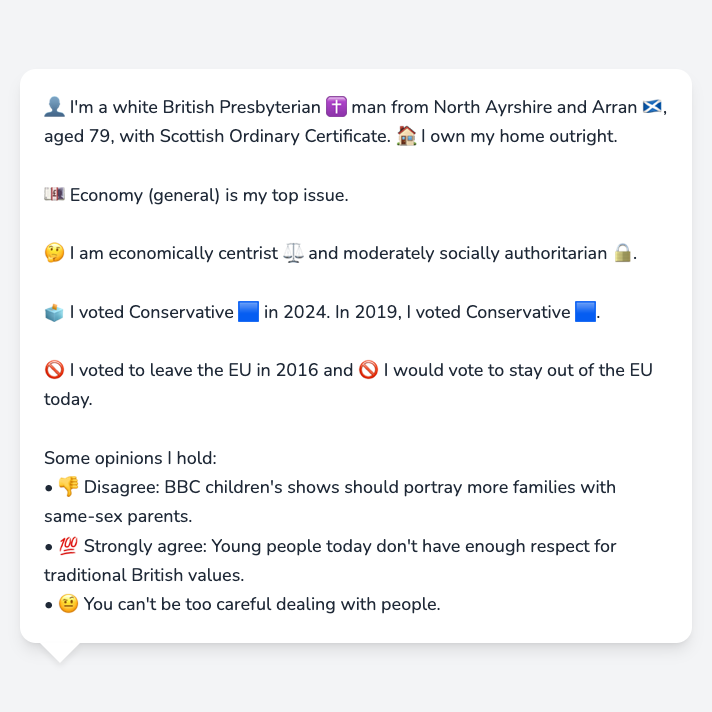 👤 I'm a white British Presbyterian ✝️ man from North Ayrshire and Arran 🏴󠁧󠁢󠁳󠁣󠁴󠁿,
aged 79, with Scottish Ordinary Certificate. 🏠 I own my home outright.
💷 Economy (general) is my top issue.
🤔 I am economically centrist ⚖️ and moderately socially authoritarian 🔒.
🗳️ I voted Conservative 🟦 in 2024. In 2019, I voted Conservative 🟦.
🚫 I voted to leave the EU in 2016 and 🚫 I would vote to stay out of the EU
today.
Some opinions I hold:
• 👎 Disagree: BBC children's shows should portray more families with
same-sex parents.
• 💯 Strongly agree: Young people today don't have enough respect for
traditional British values.
• 🤨 You can't be too careful dealing with people.